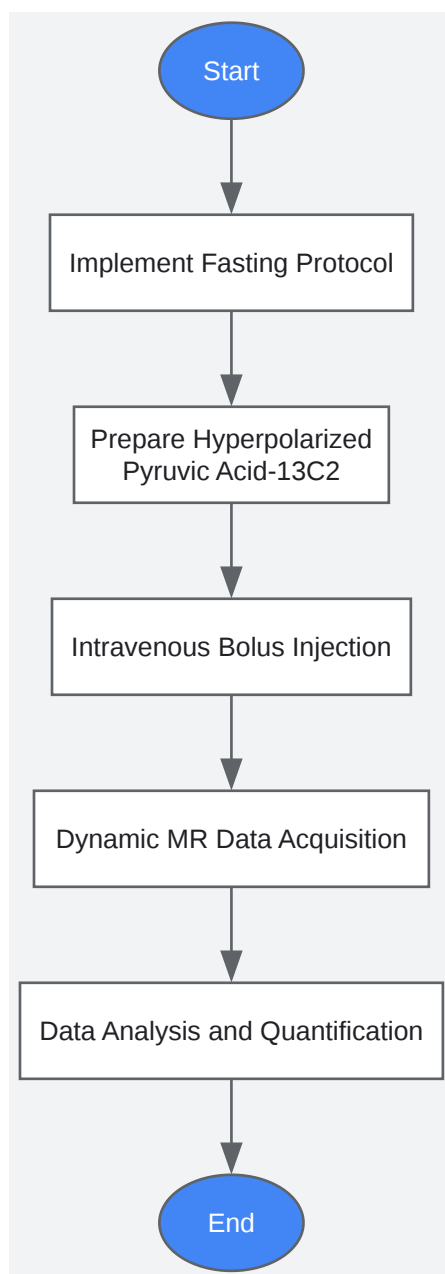 Start
Implement Fasting Protocol
Prepare Hyperpolarized
Pyruvic Acid-13C2
Intravenous Bolus Injection
Dynamic MR Data Acquisition
Data Analysis and Quantification
End